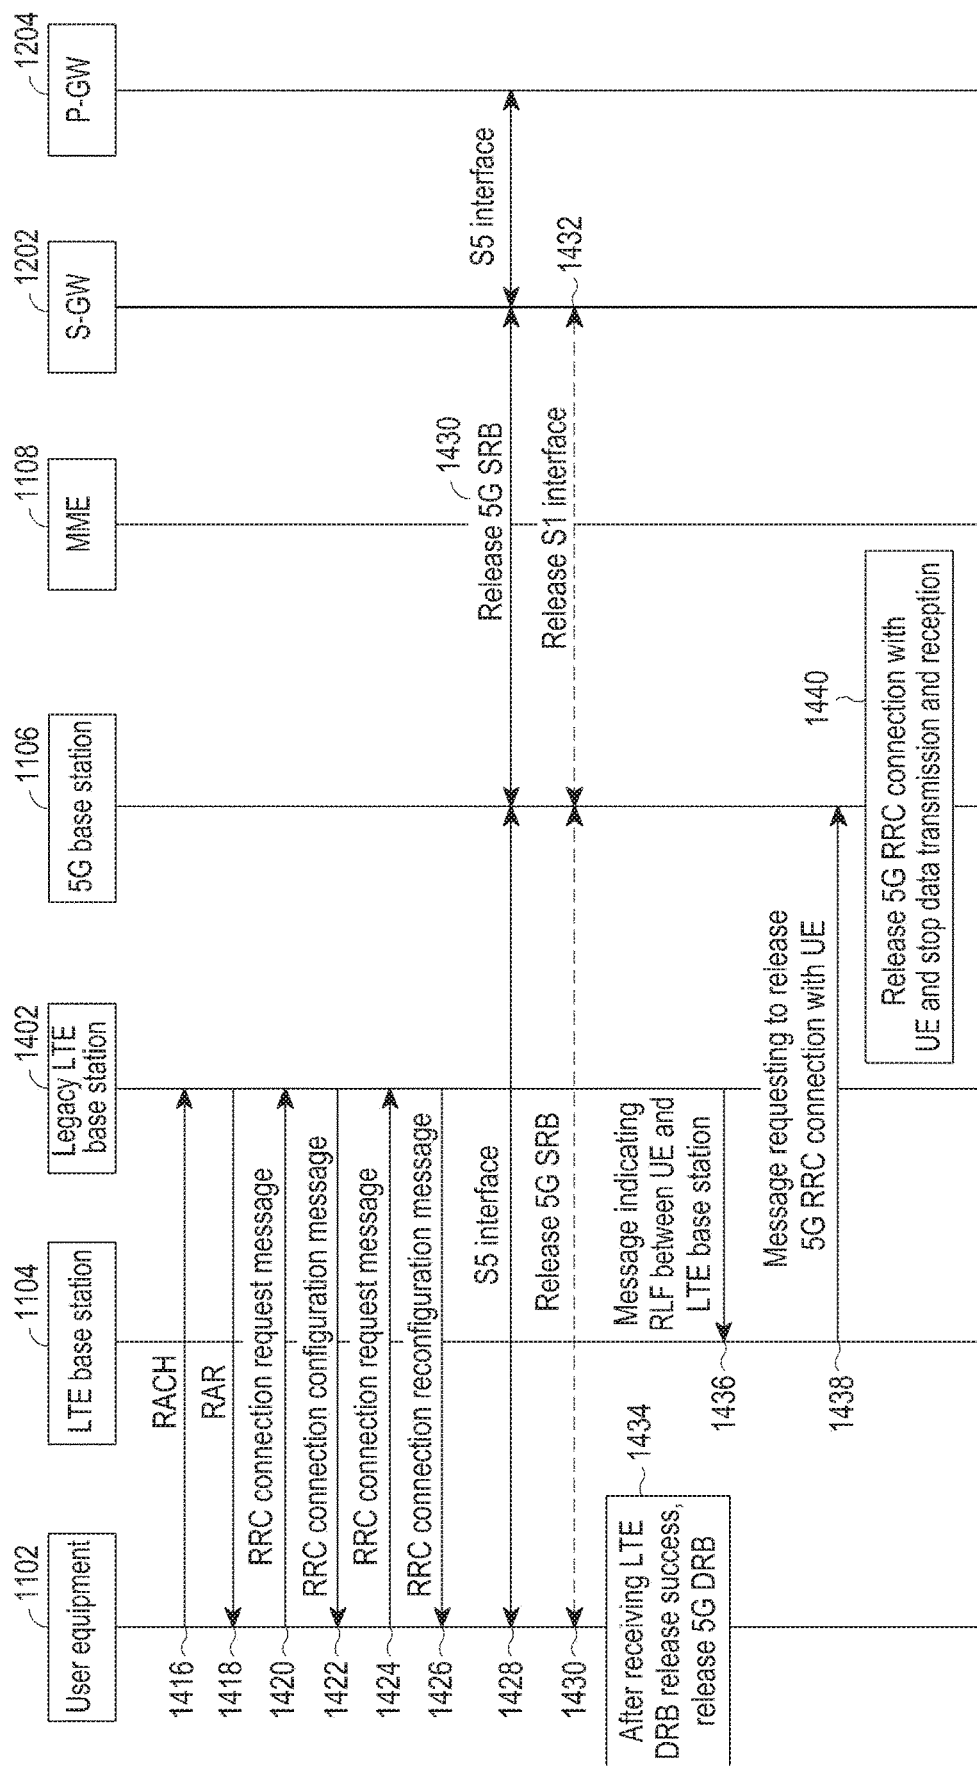 1102
User equipment
1104
LTE base station
1402
Legacy LTE
base station
1106
5G base station
1108
MME
1202
S-GW
1204
P-GW
1416
RACH
1418
RAR
1420
RRC connection request message
1422
RRC connection configuration message
1424
RRC connection request message
1426
RRC connection reconfiguration message
1428
S5 interface
1430
Release 5G SRB
S5 interface
1430
Release 5G SRB
Release S1 interface
1432
1434
After receiving LTE
DRB release success,
release 5G DRB
Message indicating
RLF between UE and
LTE base station
1436
Message requesting to release
5G RRC connection with UE
1438
1440
Release 5G RRC connection with
UE and stop data transmission and reception